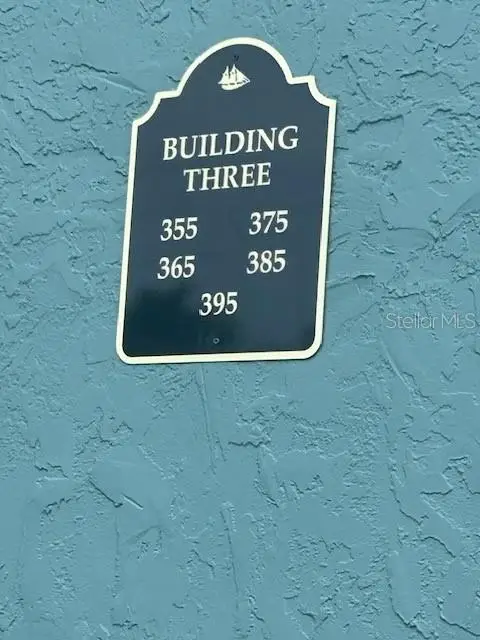 BUILDING
THREE
355 375
365 385
395
Stellar MLS